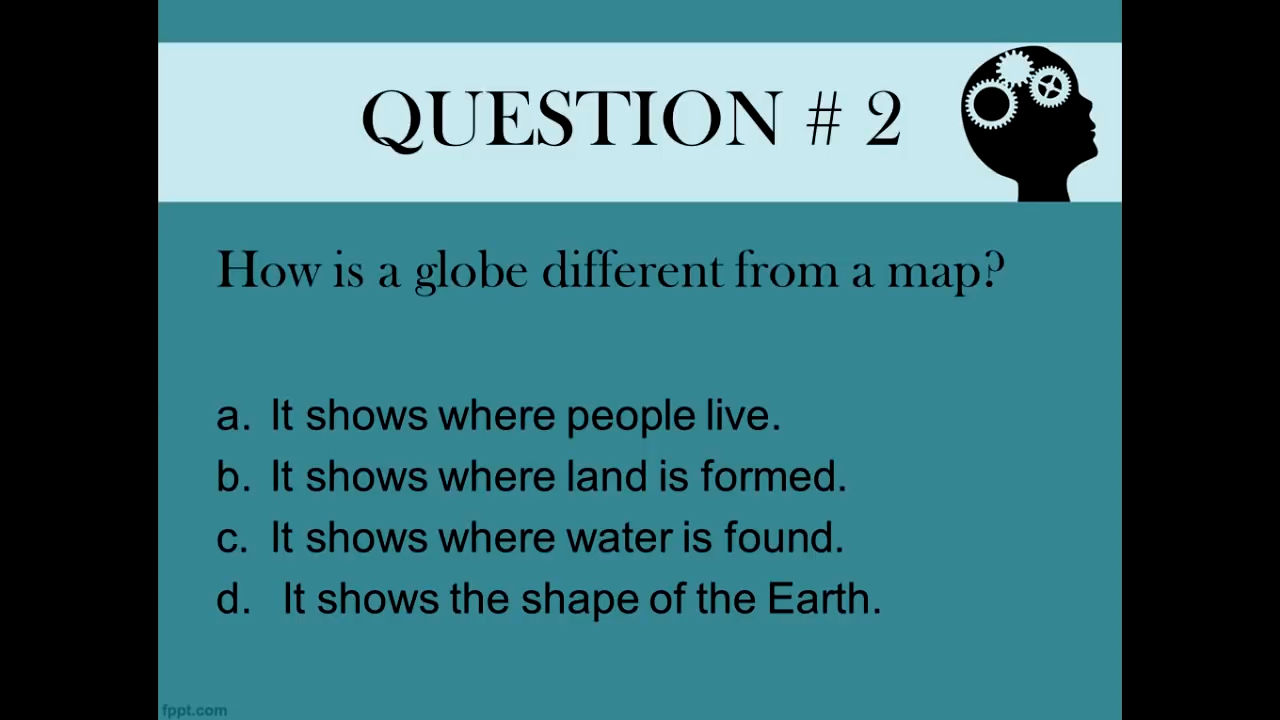 QUESTION # 2
How is a globe different from a map?
a. It shows where people live.
b. It shows where land is formed.
c. It shows where water is found.
d. It shows the shape of the Earth.
fppt.com